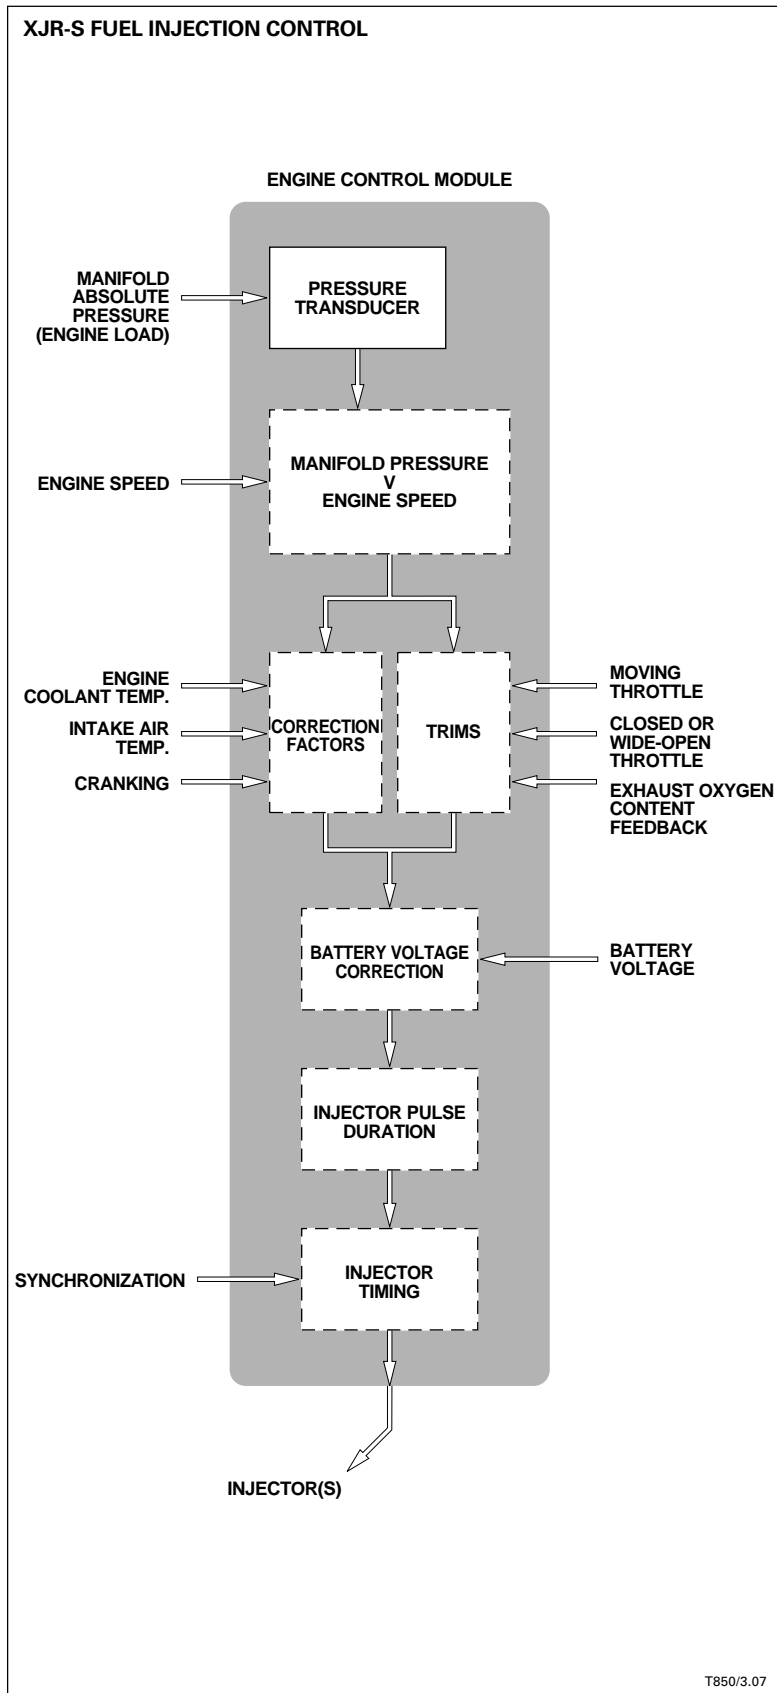 XJR-S FUEL INJECTION CONTROL
ENGINE CONTROL MODULE
MANIFOLD
ABSOLUTE
PRESSURE
(ENGINE LOAD)
PRESSURE
TRANSDUCER
ENGINE SPEED
MANIFOLD PRESSURE
V
ENGINE SPEED
ENGINE
COOLANT TEMP.
INTAKE AIR
TEMP.
CRANKING
CORRECTION
FACTORS
TRIMS
MOVING
THROTTLE
CLOSED OR
WIDE-OPEN
THROTTLE
EXHAUST OXYGEN
CONTENT
FEEDBACK
BATTERY VOLTAGE
CORRECTION
BATTERY
VOLTAGE
INJECTOR PULSE
DURATION
SYNCHRONIZATION
INJECTOR
TIMING
INJECTOR(S)
T850/3.07